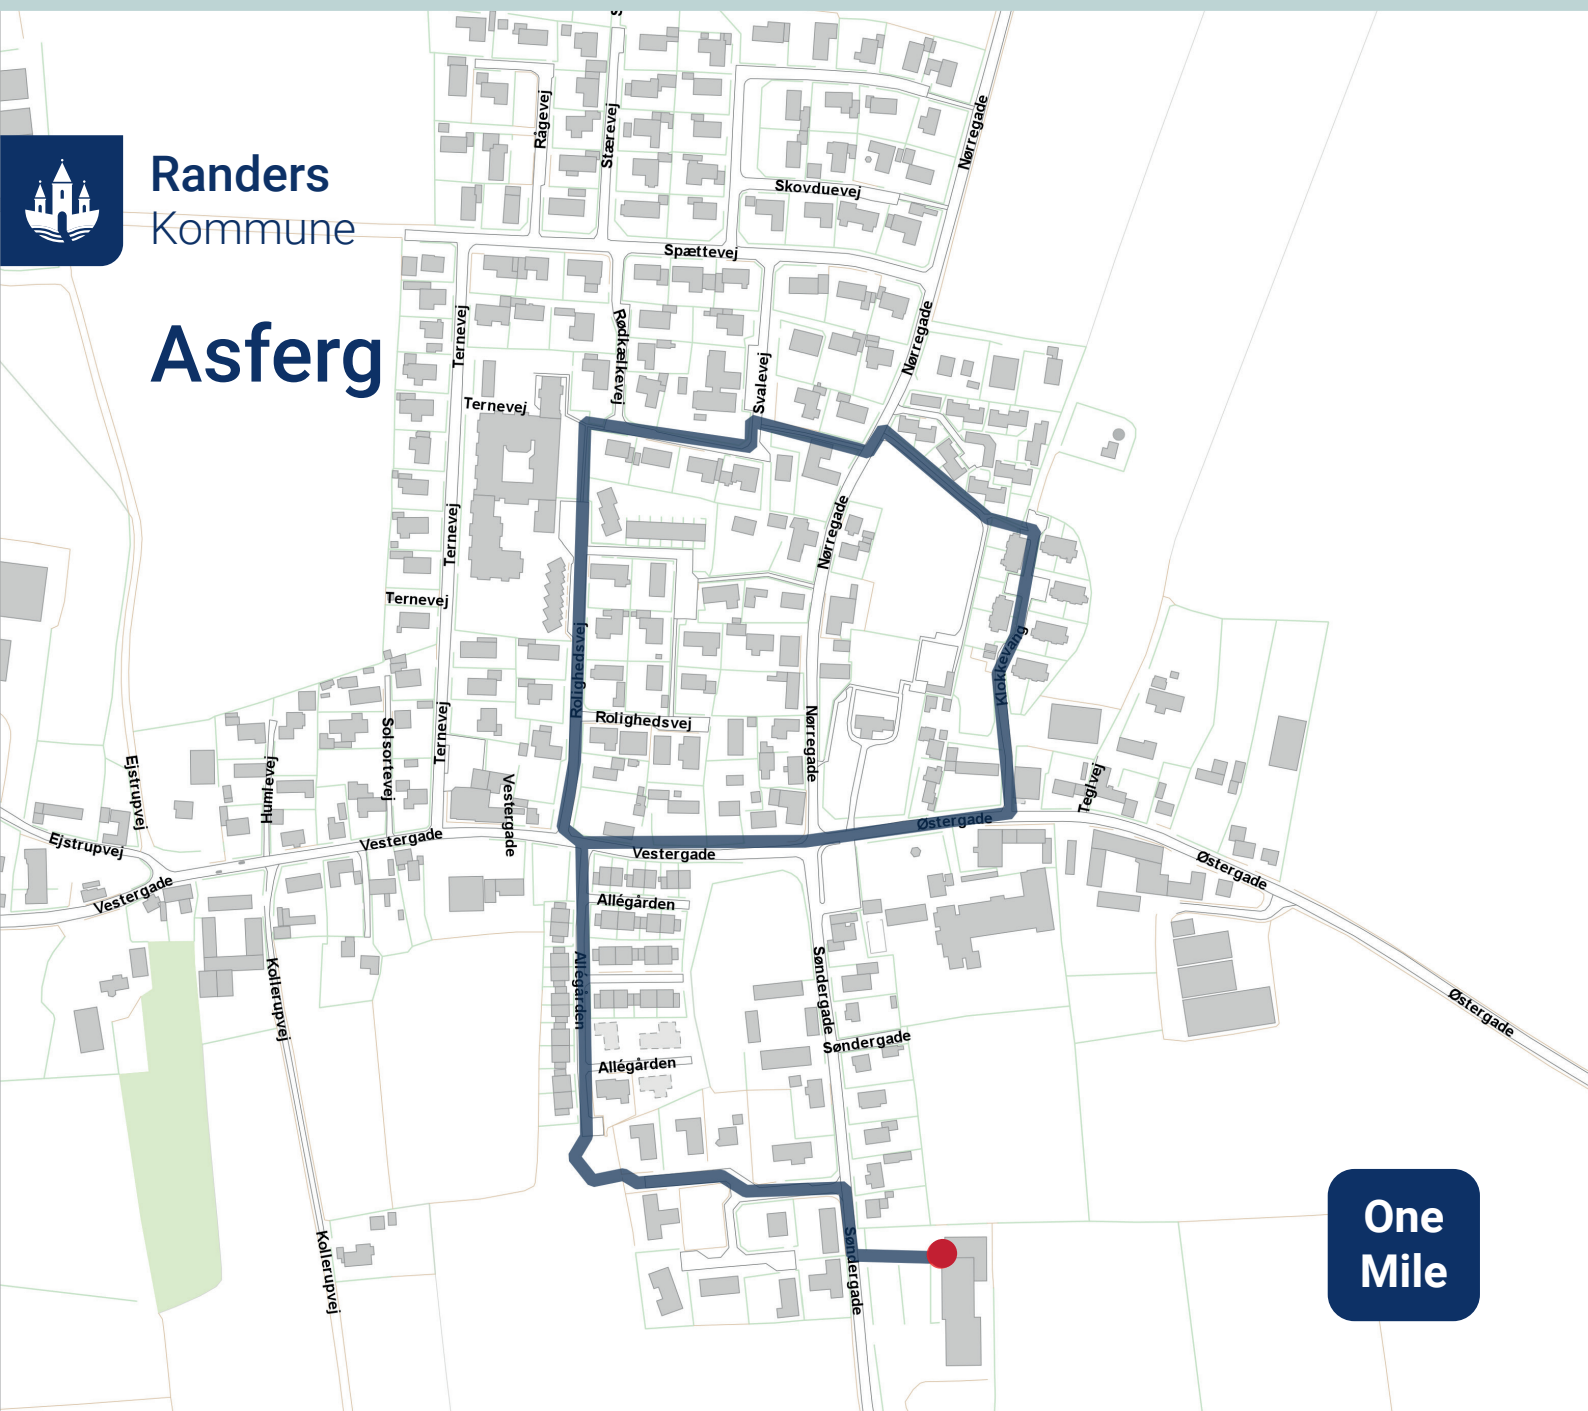 Rågevej
Stærevej
Nørregade
Randers
Kommune
Skovduevej
Spættevej
Asferg
Ternevej
Rødkælkevej
Svalevej
Nørregade
Ternevej
Ternevej
Nørregade
Ternevej
Rolighedsvej
Klokkevang
Rolighedsvej
Nørregade
Ternevej
Solsortevej
Humlevej
Ejstrupvej
Vestergade
Teglvej
Østergade
Ejstrupvej
Vestergade
Vestergade
Østergade
Vestergade
Allégården
Allégården
Kollerupvej
Søndergade
Østergade
Søndergade
Allégården
One
Mile
Kollerupvej
Søndergade